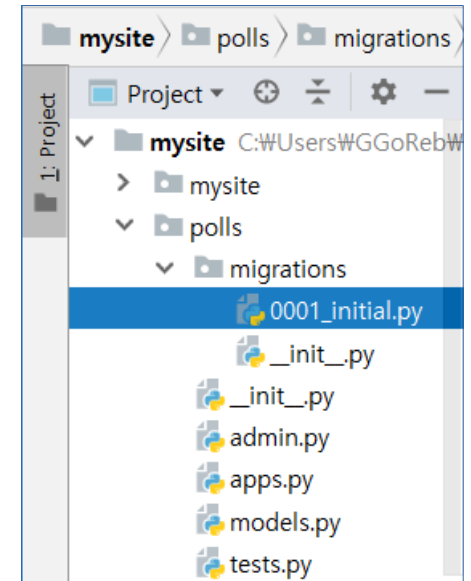 mysite polls migrations
1: Project
Project
mysite C:₩Users₩GGoReb₩
mysite
polls
migrations
0001_initial.py
__init__.py
__init__.py
admin.py
apps.py
models.py
tests.py